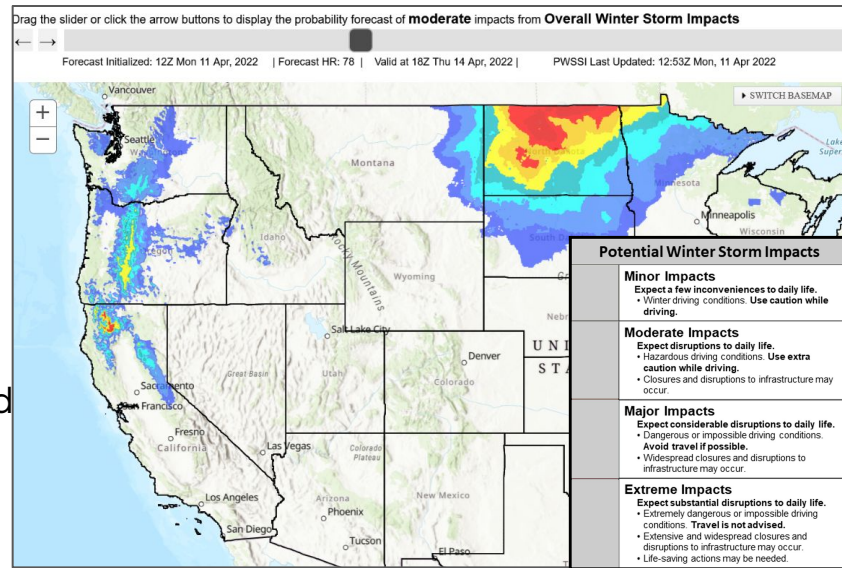 Drag the slider or click the arrow buttons to display the probability forecast of moderate impacts from Overall Winter Storm Impacts
← →
Forecast Initialized: 12Z Mon 11 Apr, 2022 | Forecast HR: 78 | Valid at 18Z Thu 14 Apr, 2022 | PWSSI Last Updated: 12:53Z Mon, 11 Apr 2022
▸ SWITCH BASEMAP
+
−
Vancouver
Seattle
Montana
Lake
Super
Minnesota
Minneapolis
Wisconsin
Oregon
Idaho
Rocky Mountains
Wyoming
South D
Nebr
Salt Lake City
Great Basin
Utah
Denver
Colorado
UNI
STA
Sacramento
San Francisco
Fresno
California
Las Vegas
Colorado
Plateau
Los Angeles
San Diego
Arizona
Phoenix
Tucson
New Mexico
El Paso
d
Potential Winter Storm Impacts
Minor Impacts
Expect a few inconveniences to daily life.
• Winter driving conditions. Use caution while
driving.
Moderate Impacts
Expect disruptions to daily life.
• Hazardous driving conditions. Use extra
caution while driving.
• Closures and disruptions to infrastructure may
occur.
Major Impacts
Expect considerable disruptions to daily life.
• Dangerous or impossible driving conditions.
Avoid travel if possible.
• Widespread closures and disruptions to
infrastructure may occur.
Extreme Impacts
Expect substantial disruptions to daily life.
• Extremely dangerous or impossible driving
conditions. Travel is not advised.
• Extensive and widespread closures and
disruptions to infrastructure may occur.
• Life-saving actions may be needed.